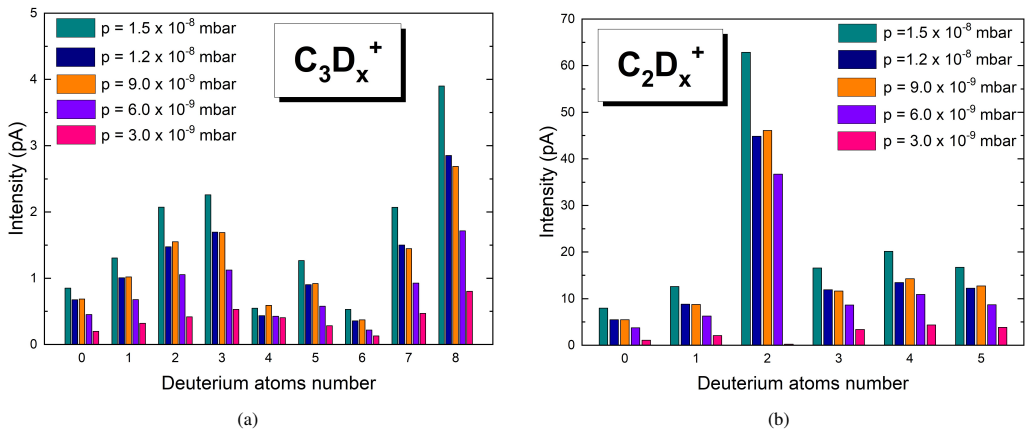 5
4
3
2
1
0
Intensity (pA)
p = 1.5 x 10⁻⁸ mbar
p = 1.2 x 10⁻⁸ mbar
p = 9.0 x 10⁻⁹ mbar
p = 6.0 x 10⁻⁹ mbar
p = 3.0 x 10⁻⁹ mbar
C₃Dₓ⁺
0 1 2 3 4 5 6 7 8
Deuterium atoms number
(a)
70
60
50
40
30
20
10
0
Intensity (pA)
C₂Dₓ⁺
p =1.5 x 10⁻⁸ mbar
p =1.2 x 10⁻⁸ mbar
p = 9.0 x 10⁻⁹ mbar
p = 6.0 x 10⁻⁹ mbar
p = 3.0 x 10⁻⁹ mbar
0 1 2 3 4 5
Deuterium atoms number
(b)